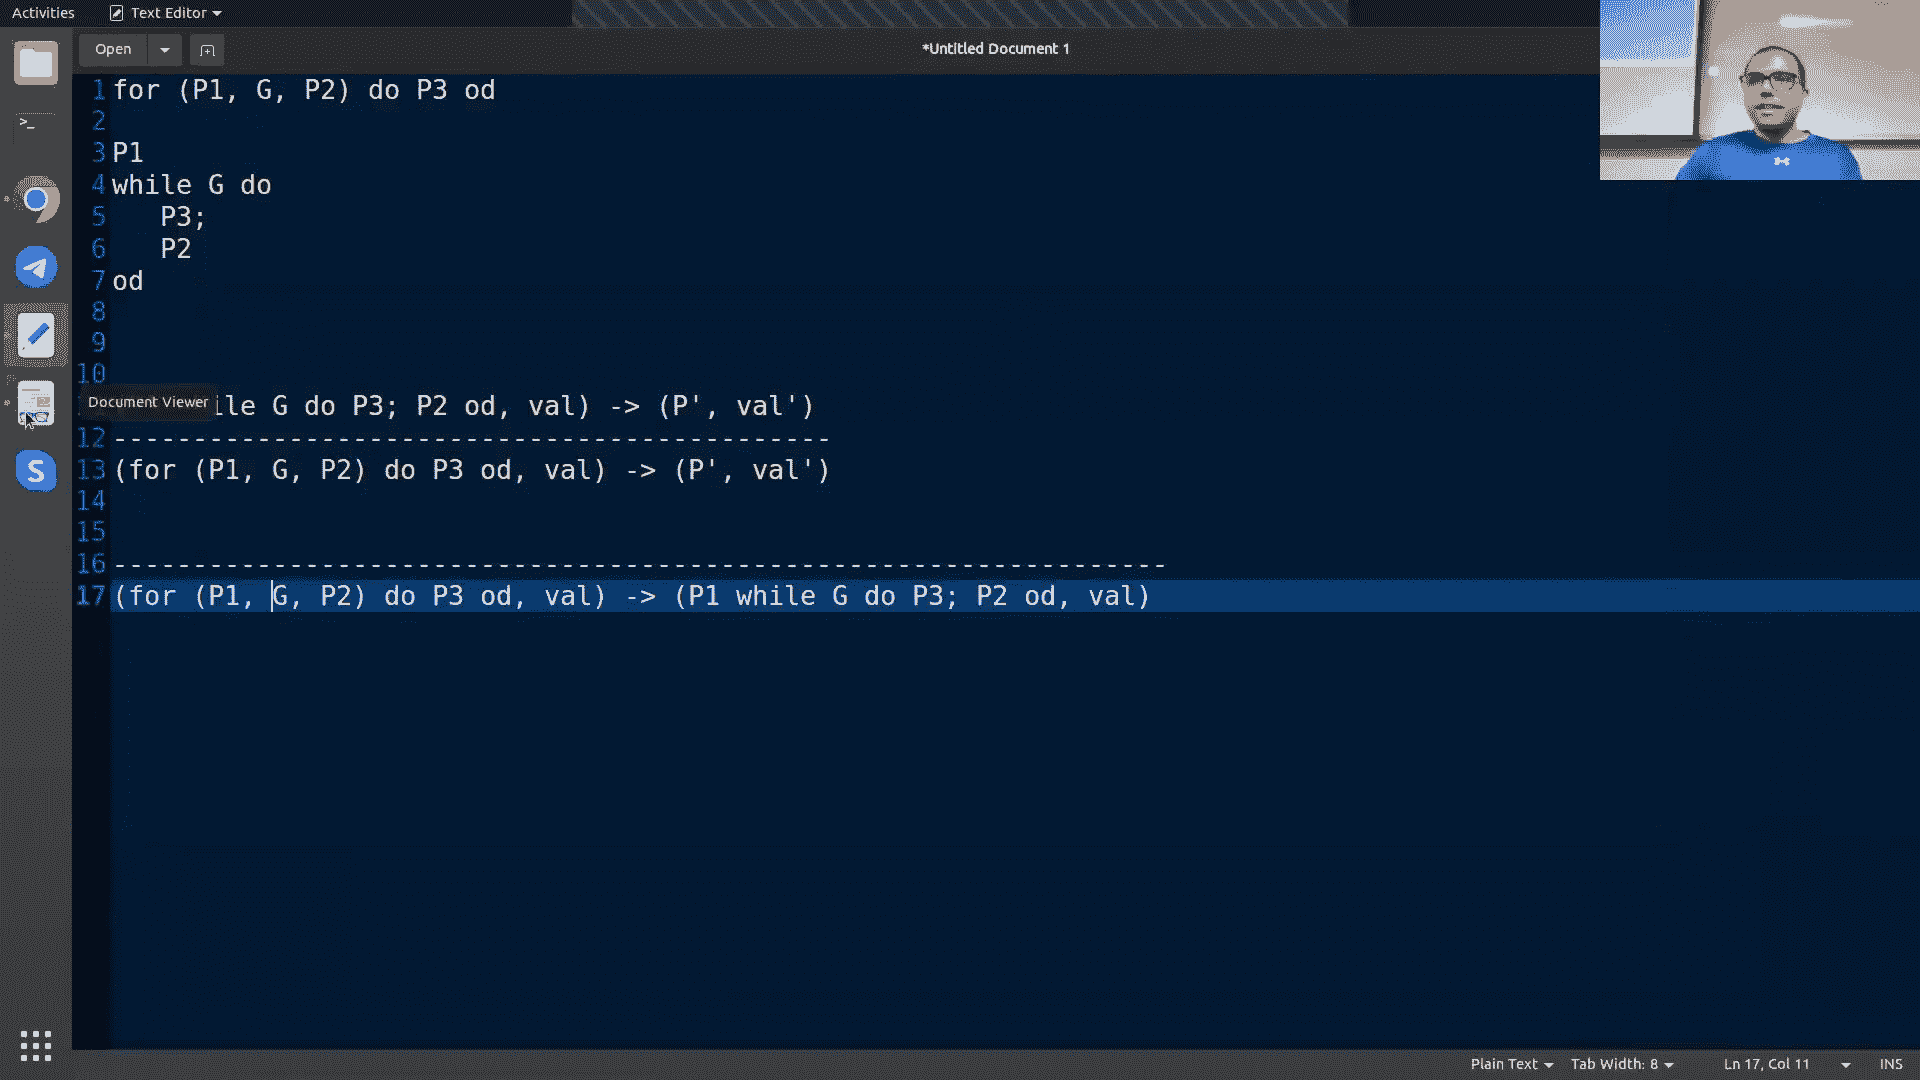 Activities
Text Editor
Open
*Untitled Document 1
1 for (P1, G, P2) do P3 od
2
3 P1
4 while G do
5 P3;
6 P2
7 od
8
9
10
Document Viewer
ile G do P3; P2 od, val) -> (P', val')
12 ---------------------------------------------
13 (for (P1, G, P2) do P3 od, val) -> (P', val')
14
15
16 ------------------------------------------------------------------
17 (for (P1, G, P2) do P3 od, val) -> (P1 while G do P3; P2 od, val)
S
Plain Text
Tab Width: 8
Ln 17, Col 11
INS